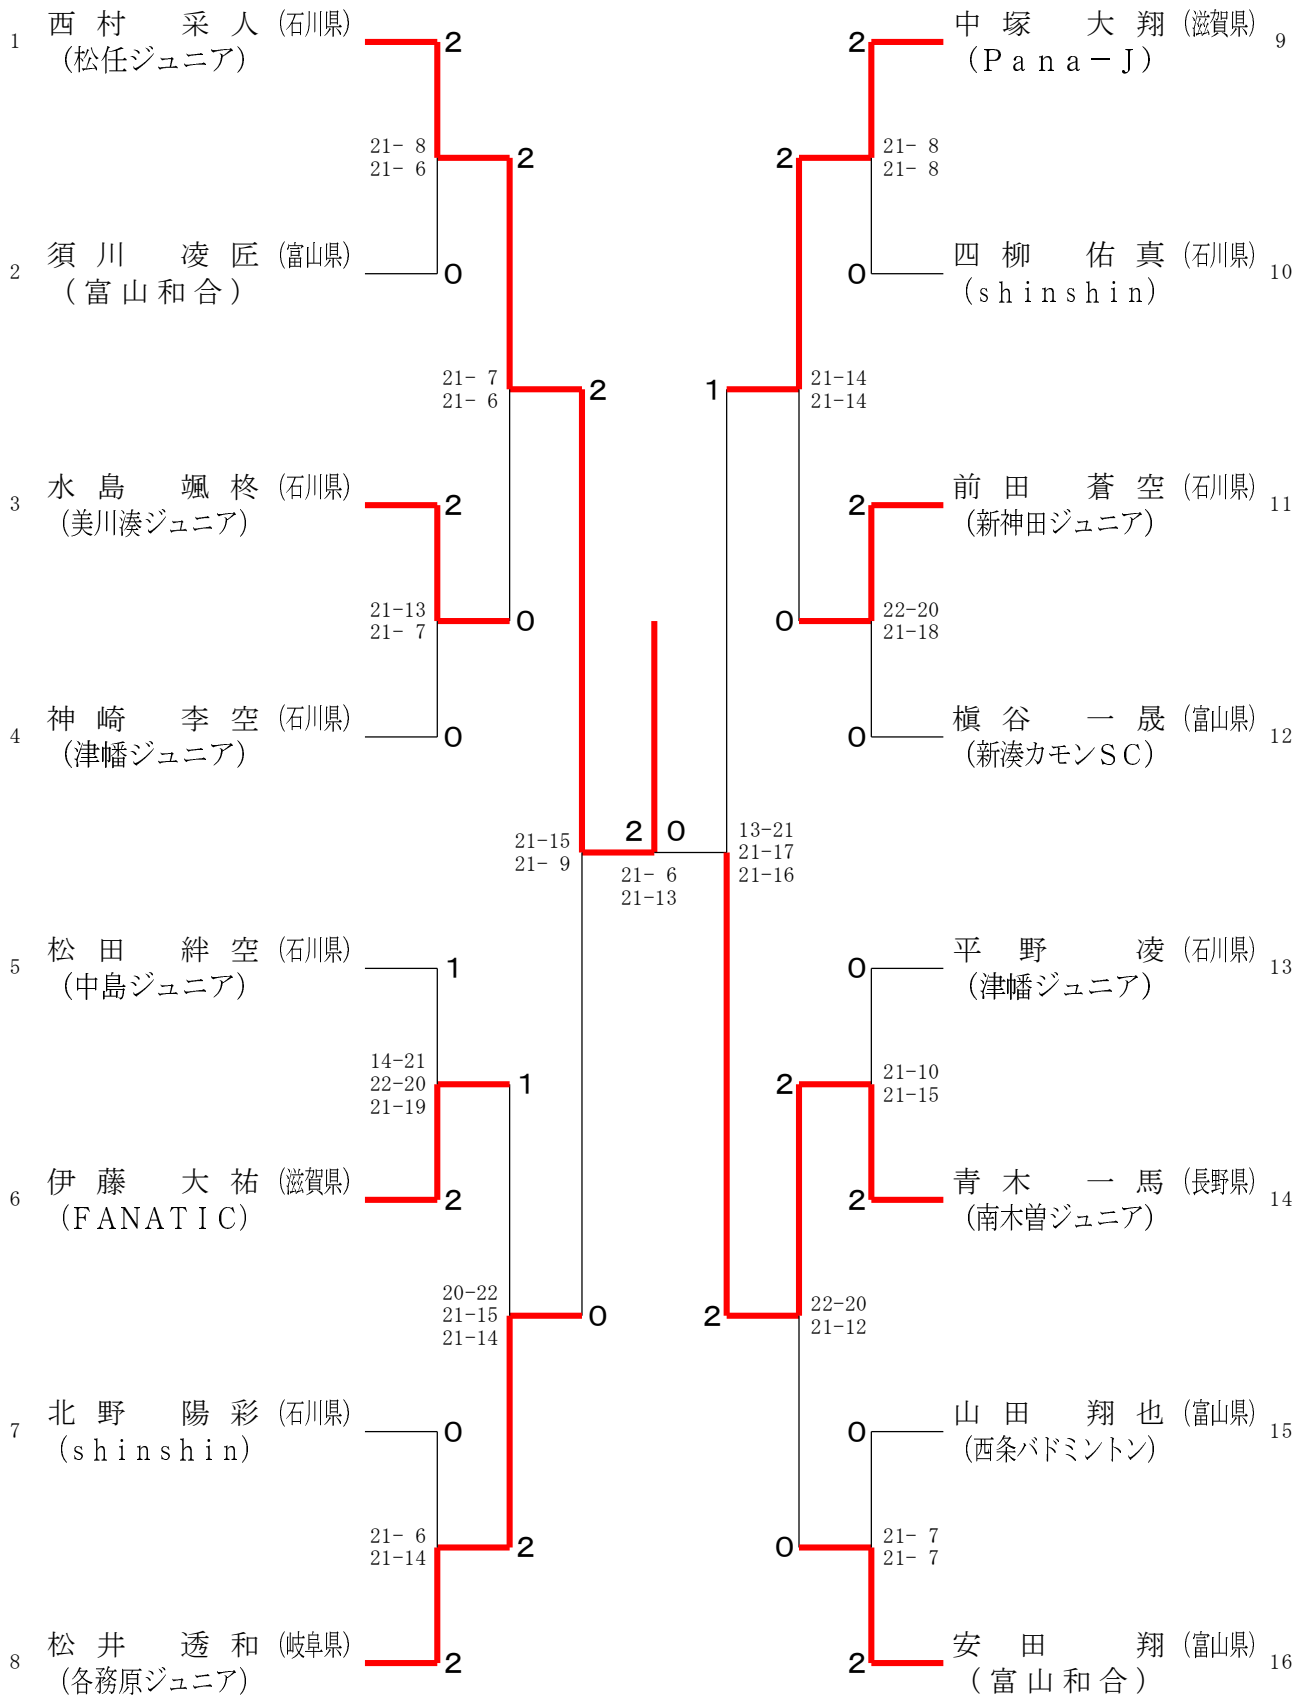 1 西村 采人 (石川県)
(松任ジュニア)
2
21- 8
21- 6
2
2 須川 凌匠 (富山県)
(富山和合)
0
21- 7
21- 6
2
3 水島 颯柊 (石川県)
(美川湊ジュニア)
2
21-13
21- 7
0
4 神崎 李空 (石川県)
(津幡ジュニア)
0
21-15
21- 9
2 0
21- 6
21-13
5 松田 絆空 (石川県)
(中島ジュニア)
1
14-21
22-20
21-19
1
6 伊藤 大祐 (滋賀県)
(FANATIC)
2
20-22
21-15
21-14
0
7 北野 陽彩 (石川県)
(shinshin)
0
21- 6
21-14
2
8 松井 透和 (岐阜県)
(各務原ジュニア)
2
2 中塚 大翔 (滋賀県) 9
(Pana-J)
2
21- 8
21- 8
0 四柳 佑真 (石川県) 10
(shinshin)
1
21-14
21-14
2 前田 蒼空 (石川県) 11
(新神田ジュニア)
0
22-20
21-18
0 槇谷 一晟 (富山県) 12
(新湊カモンSC)
13-21
21-17
21-16
0 平野 凌 (石川県) 13
(津幡ジュニア)
2
21-10
21-15
2 青木 一馬 (長野県) 14
(南木曽ジュニア)
2
22-20
21-12
0 山田 翔也 (富山県) 15
(西条バドミントン)
0
21- 7
21- 7
2 安田 翔 (富山県) 16
(富山和合)